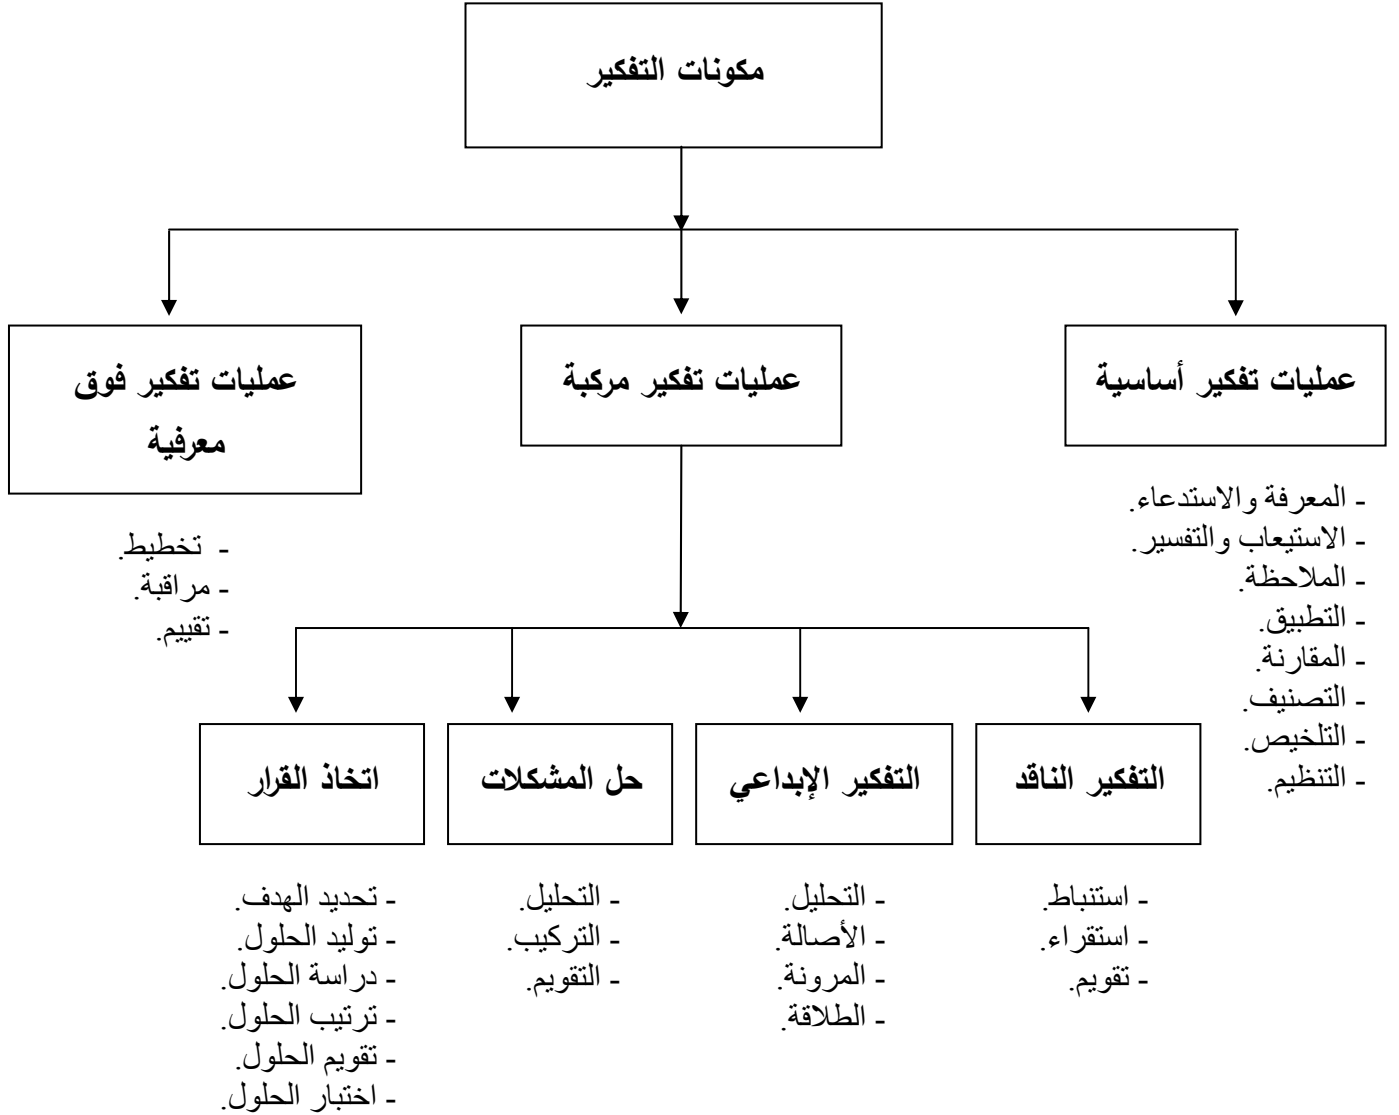 مكونات التفكير
عمليات تفكير أساسية
- المعرفة والاستدعاء.
- الاستيعاب والتفسير.
- الملاحظة.
- التطبيق.
- المقارنة.
- التصنيف.
- التلخيص.
- التنظيم.
عمليات تفكير مركبة
عمليات تفكير فوق
معرفية
- تخطيط.
- مراقبة.
- تقييم.
التفكير الناقد
- استنباط.
- استقراء.
- تقويم.
التفكير الإبداعي
- التحليل.
- الأصالة.
- المرونة.
- الطلاقة.
حل المشكلات
- التحليل.
- التركيب.
- التقويم.
اتخاذ القرار
- تحديد الهدف.
- توليد الحلول.
- دراسة الحلول.
- ترتيب الحلول.
- تقويم الحلول.
- اختبار الحلول.